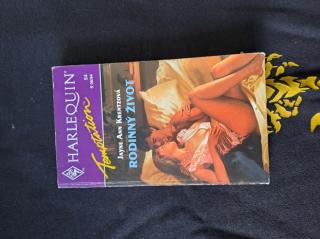 HARLEQUIN®
Temptation
JAYNE ANN KRENTZOVÁ
RODINNÝ ŽIVOT